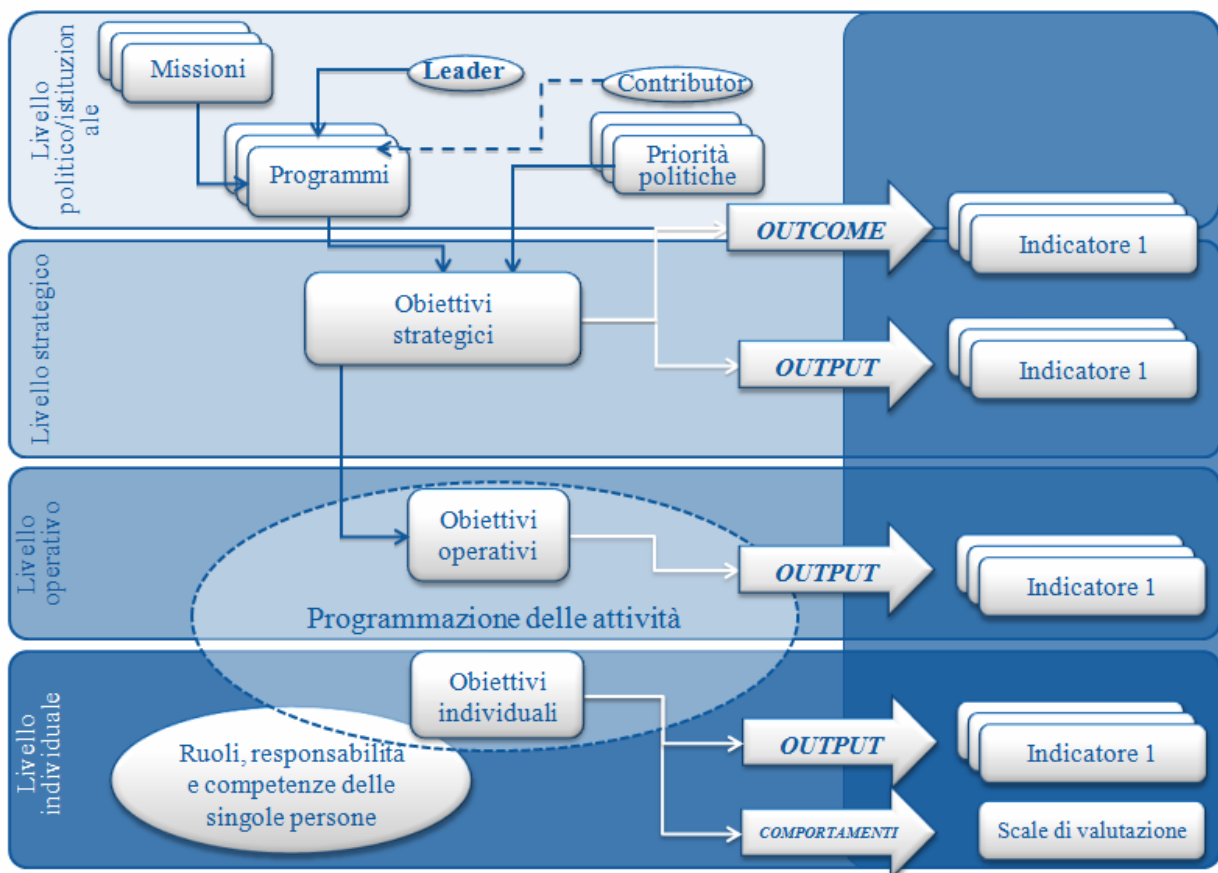 Livello
politico/istituzion
ale
Missioni
Leader
Contributor
Programmi
Priorità
politiche
OUTCOME
Indicatore 1
Livello strategico
Obiettivi
strategici
OUTPUT
Indicatore 1
Livello
operativo
Obiettivi
operativi
OUTPUT
Indicatore 1
Programmazione delle attività
Livello
individuale
Obiettivi
individuali
Ruoli, responsabilità
e competenze delle
singole persone
OUTPUT
Indicatore 1
COMPORTAMENTI
Scale di valutazione